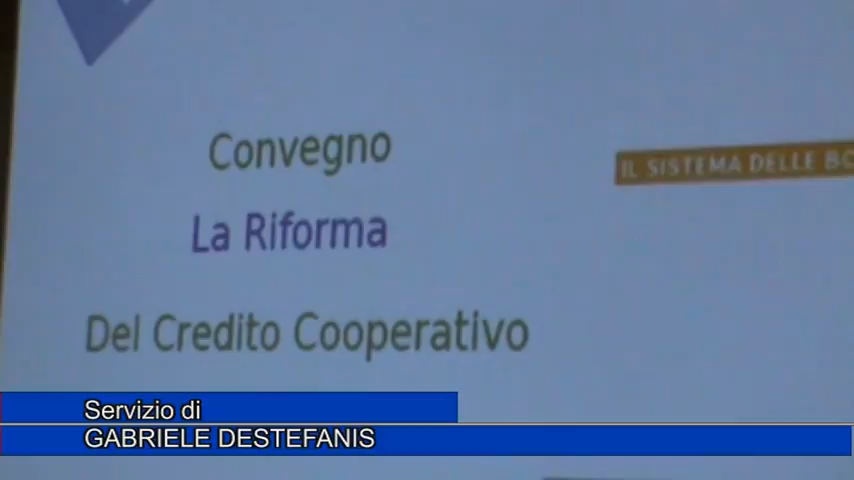 Convegno
La Riforma
Del Credito Cooperativo
IL SISTEMA DELLE BC
Servizio di
GABRIELE DESTEFANIS